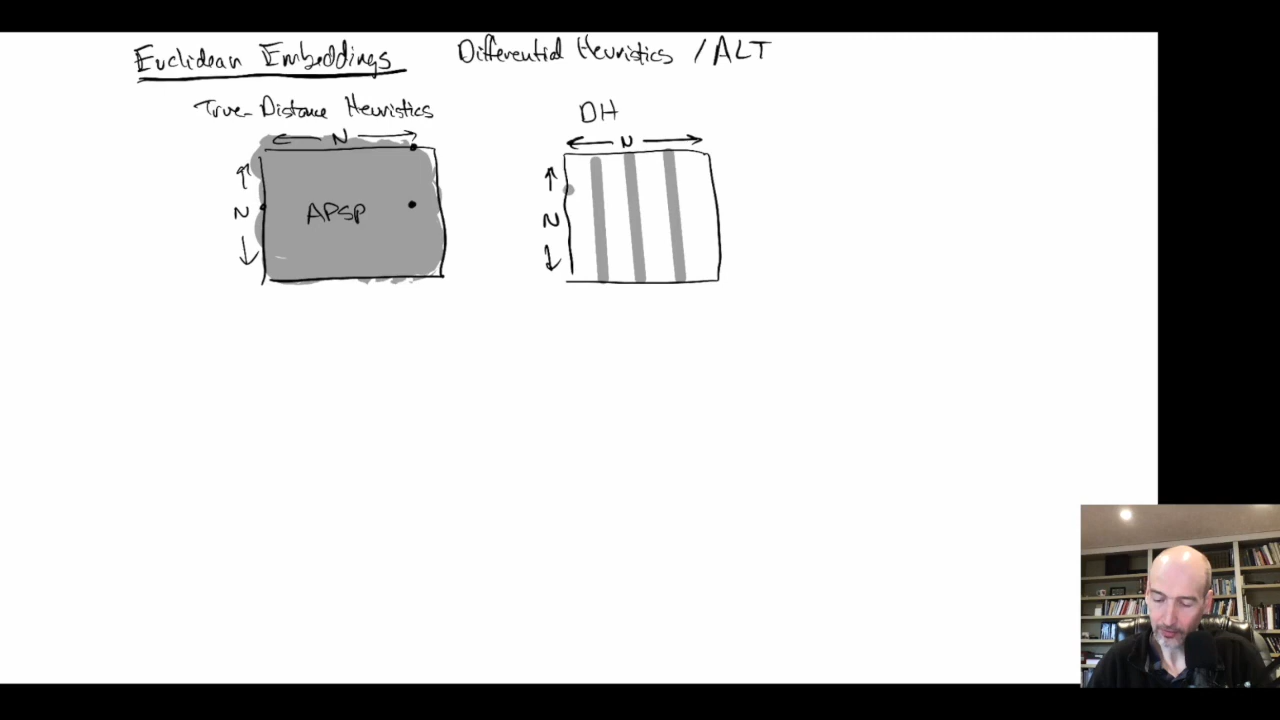 Euclidean Embeddings Differential Heuristics / ALT
True-Distance Heuristics DH
N N
N APSP N